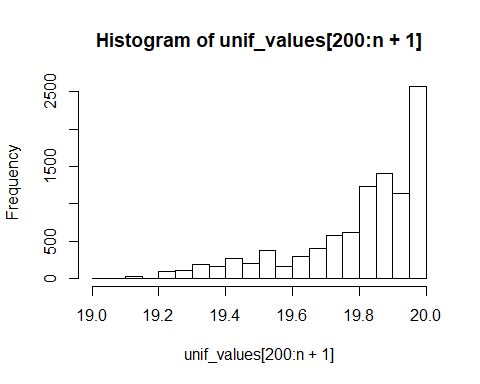 Histogram of unif_values[200:n + 1]
Frequency
2500
1500
500
0
19.0 19.2 19.4 19.6 19.8 20.0
unif_values[200:n + 1]